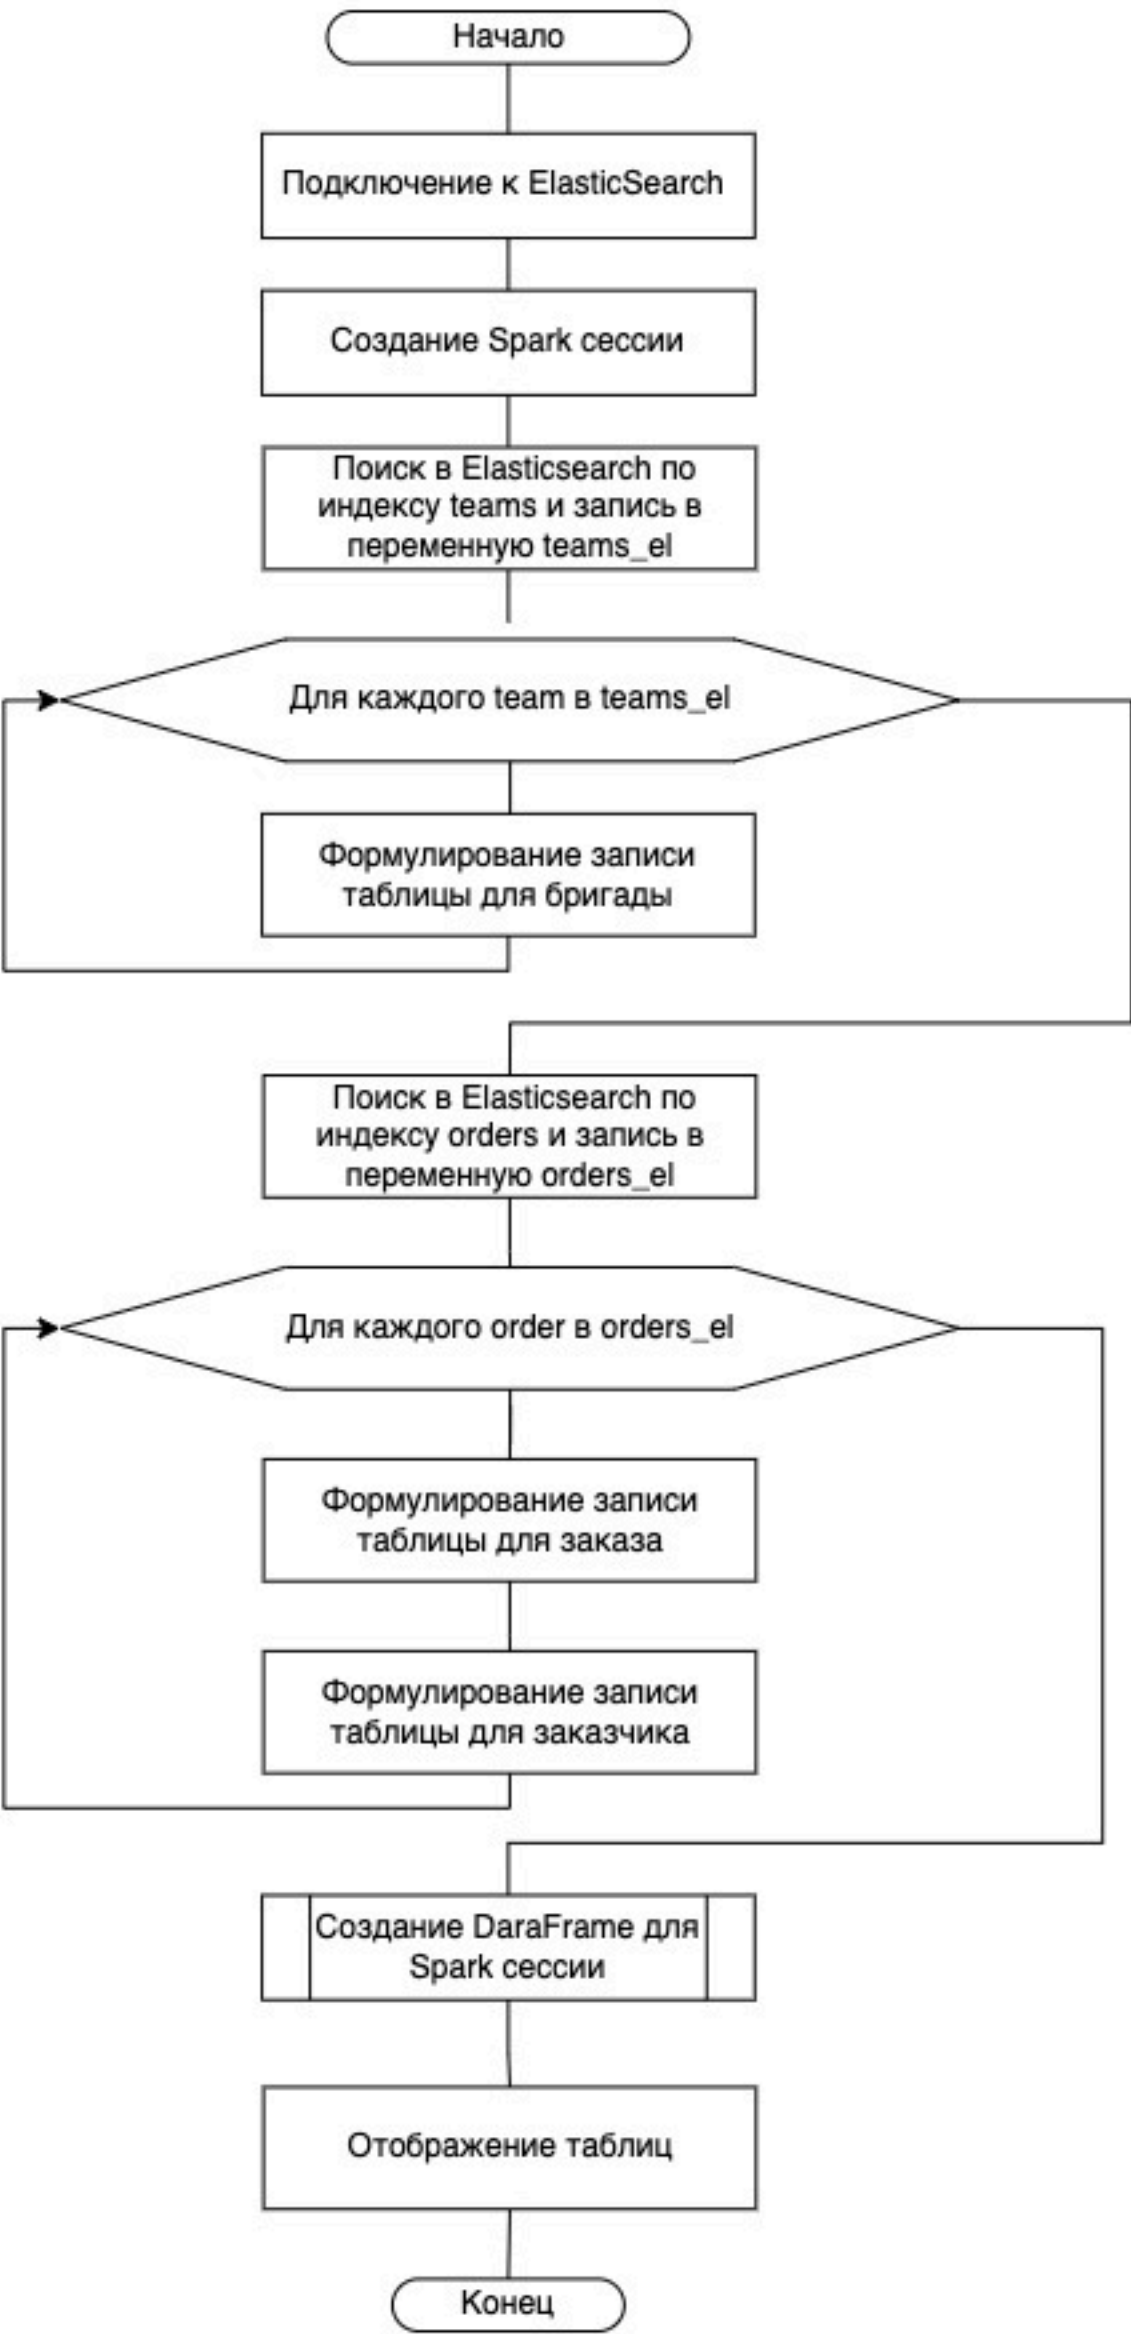 Начало
Подключение к ElasticSearch
Создание Spark сессии
Поиск в Elasticsearch по
индексу teams и запись в
переменную teams_el
Для каждого team в teams_el
Формулирование записи
таблицы для бригады
Поиск в Elasticsearch по
индексу orders и запись в
переменную orders_el
Для каждого order в orders_el
Формулирование записи
таблицы для заказа
Формулирование записи
таблицы для заказчика
Создание DaraFrame для
Spark сессии
Отображение таблиц
Конец